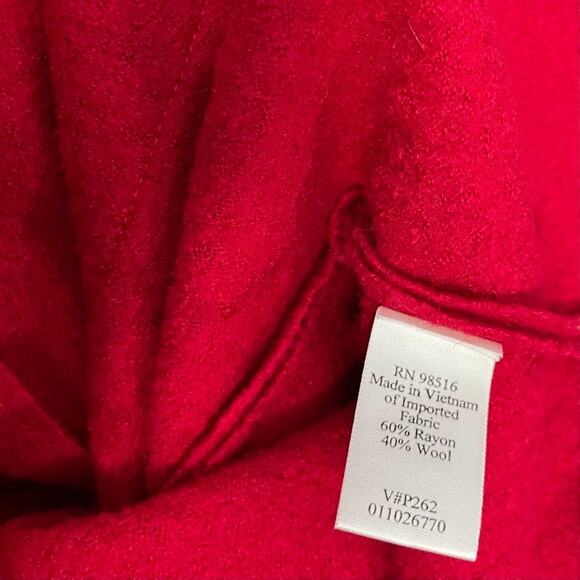 RN 98516
Made in Vietnam
of Imported
Fabric
60% Rayon
40% Wool
V#P262
011026770